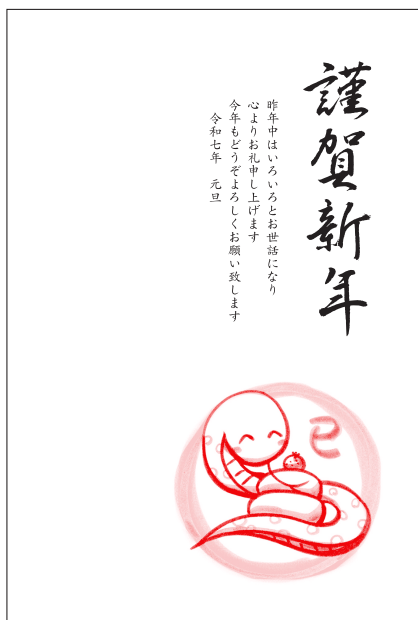 謹賀新年
昨年中はいろいろとお世話になり
心よりお礼申し上げます
今年もどうぞよろしくお願い致します
令和七年　元旦
巳